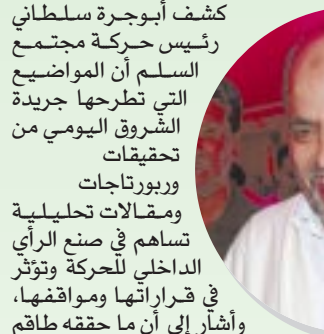 كشف أبوجرة سلطاني
رئيس حركة مجتمع
السلم أن المواضيع
التي تطرحها جريدة
الشروق اليومي من
تحقيقات
وربورتاجات
ومقالات تحليلية
تساهم في صنع الرأي
الداخلي للحركة وتؤثر
في قراراتها ومواقفها،
وأشار إلى أن ما حققه طاقم